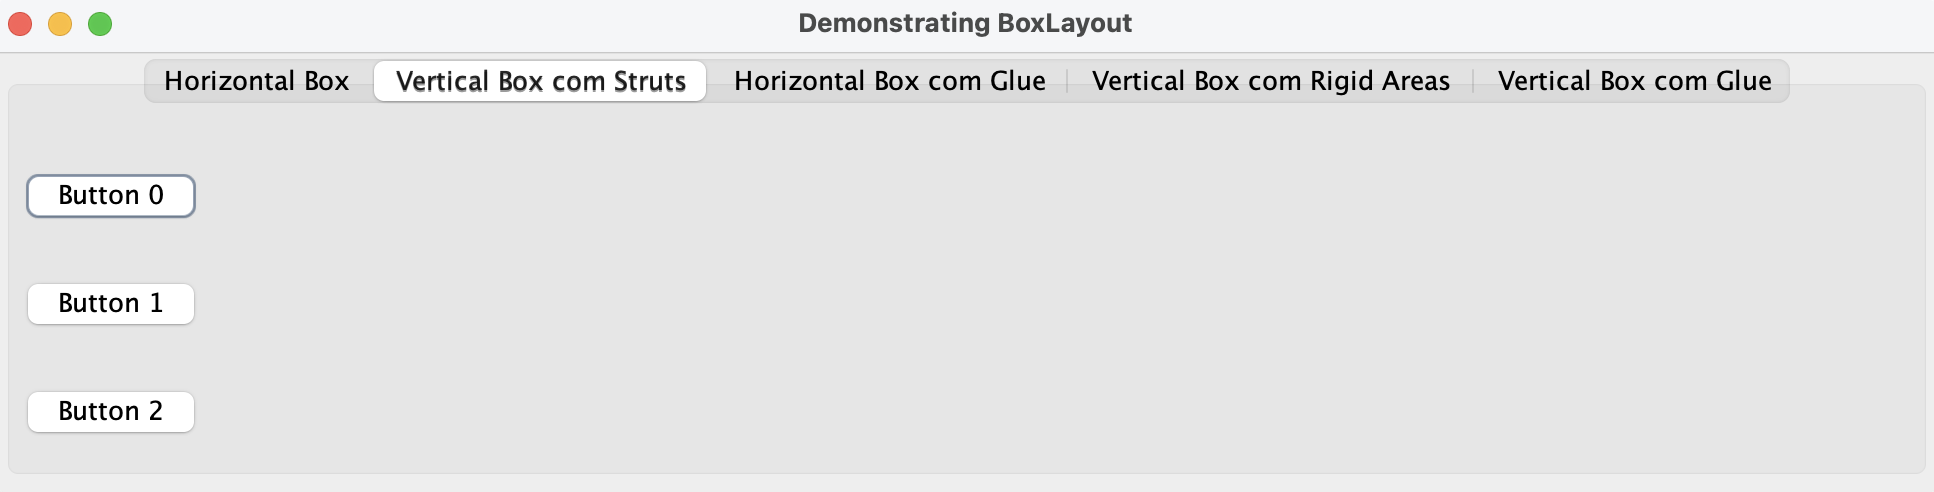 Demonstrating BoxLayout
Horizontal Box Vertical Box com Struts Horizontal Box com Glue Vertical Box com Rigid Areas Vertical Box com Glue
Button 0
Button 1
Button 2